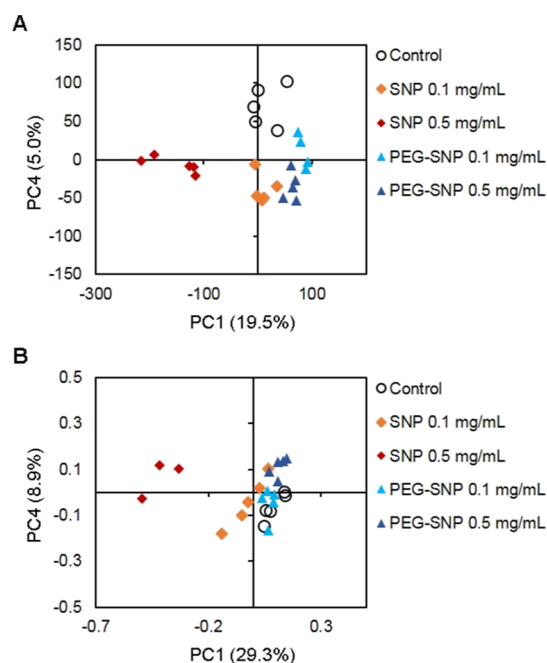 A
150
100
50
0
-50
-100
-150
-300
-100
100
PC4 (5.0%)
PC1 (19.5%)
Control
SNP 0.1 mg/mL
SNP 0.5 mg/mL
PEG-SNP 0.1 mg/mL
PEG-SNP 0.5 mg/mL
B
0.5
0.3
0.1
-0.1
-0.3
-0.5
-0.7
-0.2
0.3
PC4 (8.9%)
PC1 (29.3%)
Control
SNP 0.1 mg/mL
SNP 0.5 mg/mL
PEG-SNP 0.1 mg/mL
PEG-SNP 0.5 mg/mL